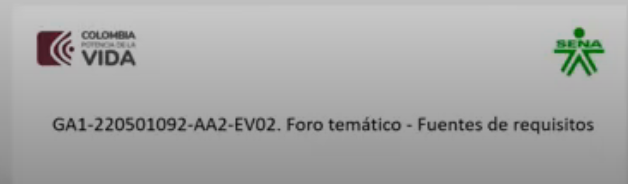 COLOMBIA
POTENCIA DE LA
VIDA
SENA
GA1-220501092-AA2-EV02. Foro temático - Fuentes de requisitos